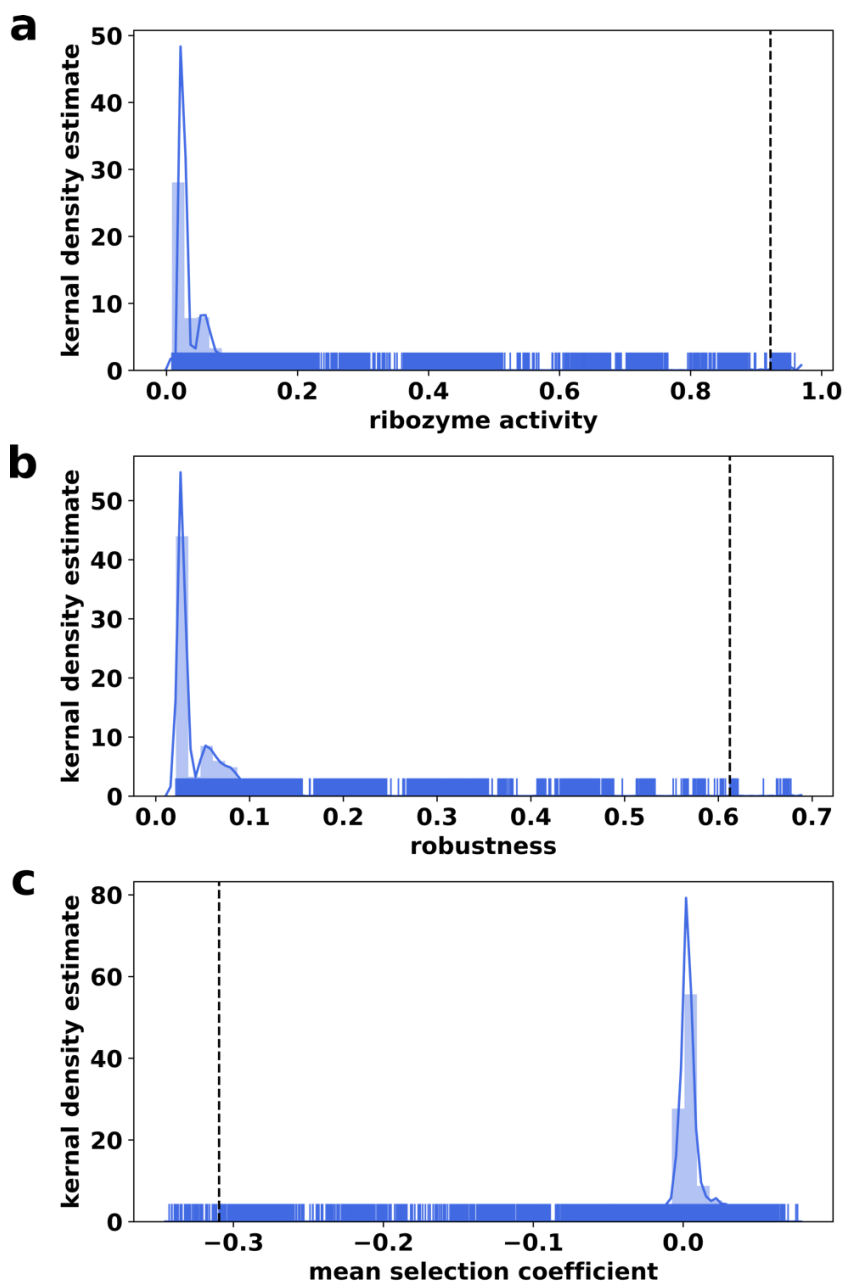 a
kernal density estimate
50
40
30
20
10
0
0.0 0.2 0.4 0.6 0.8 1.0
ribozyme activity
b
kernal density estimate
50
40
30
20
10
0
0.0 0.1 0.2 0.3 0.4 0.5 0.6 0.7
robustness
c
kernal density estimate
80
60
40
20
0
−0.3 −0.2 −0.1 0.0
mean selection coefficient